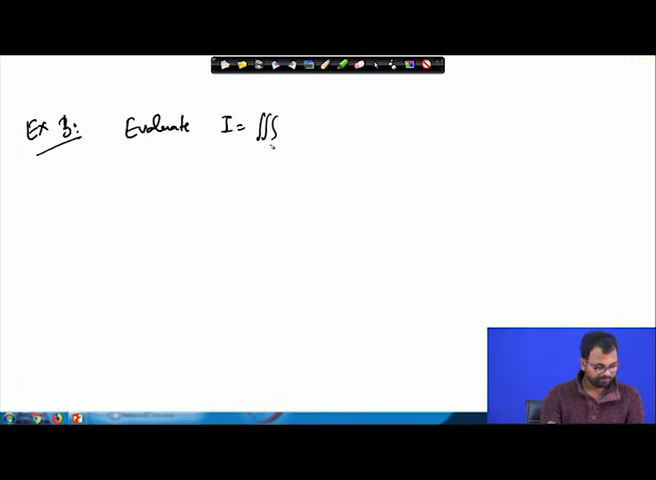 Ex 3: Evaluate I = ∭